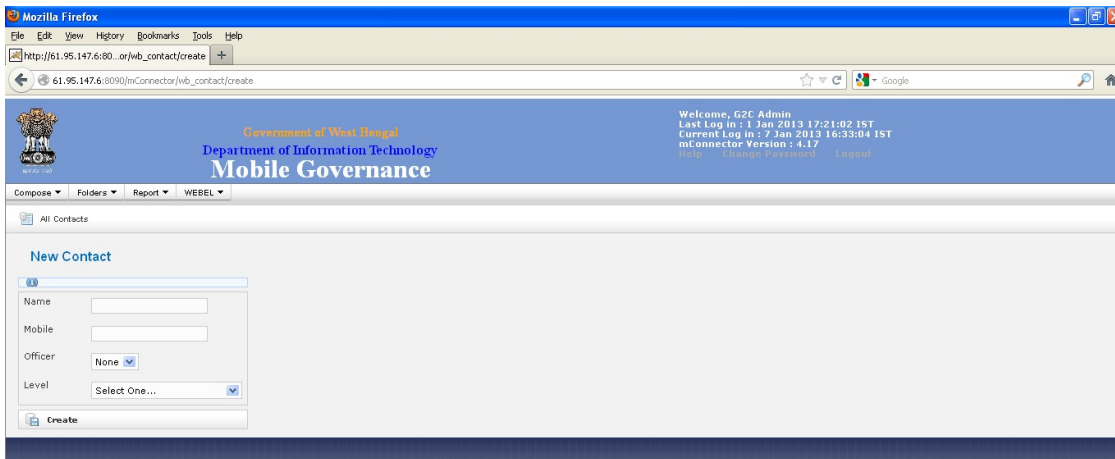 Mozilla Firefox
File Edit View History Bookmarks Tools Help
http://61.95.147.6:80...or/wb_contact/create +
61.95.147.6:8090/mConnector/wb_contact/create
Google
Government of West Bengal
Department of Information Technology
Mobile Governance
Welcome, G2C Admin
Last Log in : 1 Jan 2013 17:21:02 IST
Current Log in : 7 Jan 2013 16:33:04 IST
mConnector Version : 4.17
Help Change Password Logout
Compose Folders Report WEBEL
All Contacts
New Contact
Name
Mobile
Officer None
Level Select One...
Create